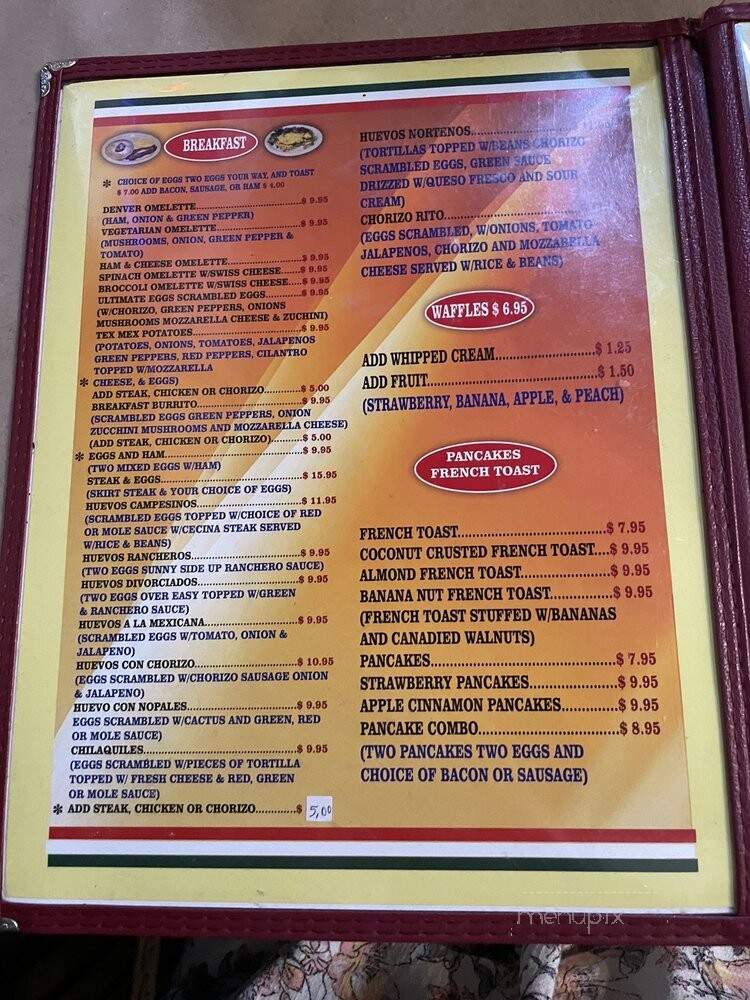 BREAKFAST
* CHOICE OF EGGS TWO EGGS YOUR WAY, AND TOAST
$ 7.00 ADD BACON, SAUSAGE, OR HAM $ 4.00
DENVER OMELETTE..........$ 9.95
(HAM, ONION & GREEN PEPPER)
VEGETARIAN OMELETTE..........$ 9.95
(MUSHROOMS, ONION, GREEN PEPPER &
TOMATO)
HAM & CHEESE OMELETTE..........$ 9.95
SPINACH OMELETTE W/SWISS CHEESE.....$ 9.95
BROCCOLI OMELETTE W/SWISS CHEESE....$ 9.95
ULTIMATE EGGS SCRAMBLED EGGS.........$ 9.95
(W/CHORIZO, GREEN PEPPERS, ONIONS
MUSHROOMS MOZZARELLA CHEESE & ZUCHINI)
TEX MEX POTATOES..........$ 9.95
(POTATOES, ONIONS, TOMATOES, JALAPENOS
GREEN PEPPERS, RED PEPPERS, CILANTRO
TOPPED W/MOZZARELLA
* CHEESE, & EGGS)
ADD STEAK, CHICKEN OR CHORIZO.........$ 5.00
BREAKFAST BURRITO..........$ 9.95
(SCRAMBLED EGGS GREEN PEPPERS, ONION
ZUCCHINI MUSHROOMS AND MOZZARELLA CHEESE)
(ADD STEAK, CHICKEN OR CHORIZO).......$ 5.00
* EGGS AND HAM..........$ 9.95
(TWO MIXED EGGS W/HAM)
STEAK & EGGS..........$ 15.95
(SKIRT STEAK & YOUR CHOICE OF EGGS)
HUEVOS CAMPESINOS..........$ 11.95
(SCRAMBLED EGGS TOPPED W/CHOICE OF RED
OR MOLE SAUCE W/CECINA STEAK SERVED
W/RICE & BEANS)
HUEVOS RANCHEROS..........$ 9.95
(TWO EGGS SUNNY SIDE UP RANCHERO SAUCE)
HUEVOS DIVORCIADOS..........$ 9.95
(TWO EGGS OVER EASY TOPPED W/GREEN
& RANCHERO SAUCE)
HUEVOS A LA MEXICANA..........$ 9.95
(SCRAMBLED EGGS W/TOMATO, ONION &
JALAPENO)
HUEVOS CON CHORIZO..........$ 10.95
(EGGS SCRAMBLED W/CHORIZO SAUSAGE ONION
& JALAPENO)
HUEVO CON NOPALES..........$ 9.95
EGGS SCRAMBLED W/CACTUS AND GREEN, RED
OR MOLE SAUCE)
CHILAQUILES..........$ 9.95
(EGGS SCRAMBLED W/PIECES OF TORTILLA
TOPPED W/ FRESH CHEESE & RED, GREEN
OR MOLE SAUCE)
* ADD STEAK, CHICKEN OR CHORIZO.............$ 5,00
HUEVOS NORTENOS..........
(TORTILLAS TOPPED W/BEANS CHORIZO
SCRAMBLED EGGS, GREEN SAUCE
DRIZZED W/QUESO FRESCO AND SOUR
CREAM)
CHORIZO RITO..........
(EGGS SCRAMBLED, W/ONIONS, TOMATO
JALAPENOS, CHORIZO AND MOZZARELLA
CHEESE SERVED W/RICE & BEANS)
WAFFLES $ 6.95
ADD WHIPPED CREAM..........$ 1.25
ADD FRUIT..........$ 1.50
(STRAWBERRY, BANANA, APPLE, & PEACH)
PANCAKES
FRENCH TOAST
FRENCH TOAST..........$ 7.95
COCONUT CRUSTED FRENCH TOAST....$ 9.95
ALMOND FRENCH TOAST..........$ 9.95
BANANA NUT FRENCH TOAST..........$ 9.95
(FRENCH TOAST STUFFED W/BANANAS
AND CANADIED WALNUTS)
PANCAKES..........$ 7.95
STRAWBERRY PANCAKES..........$ 9.95
APPLE CINNAMON PANCAKES............$ 9.95
PANCAKE COMBO..........$ 8.95
(TWO PANCAKES TWO EGGS AND
CHOICE OF BACON OR SAUSAGE)
menupix